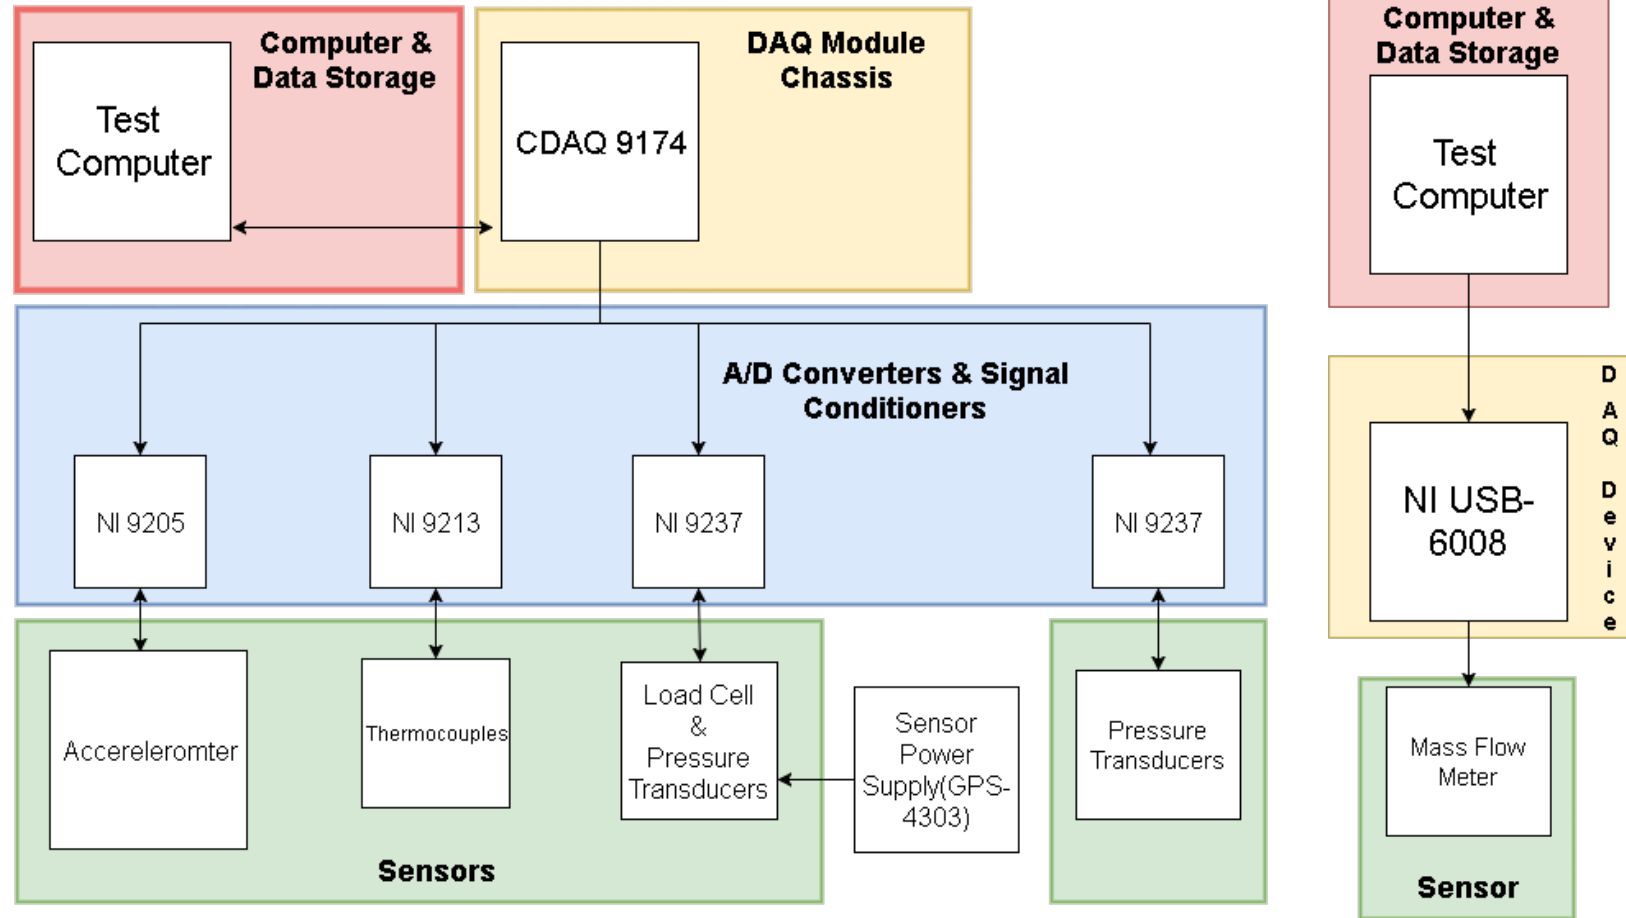 Computer &
Data Storage
Test
Computer
DAQ Module
Chassis
CDAQ 9174
A/D Converters & Signal
Conditioners
NI 9205
NI 9213
NI 9237
NI 9237
Accereleromter
Thermocouples
Load Cell
&
Pressure
Transducers
Sensor
Power
Supply(GPS-
4303)
Pressure
Transducers
Sensors
Computer &
Data Storage
Test
Computer
DAQ Device
NI USB-
6008
Mass Flow
Meter
Sensor